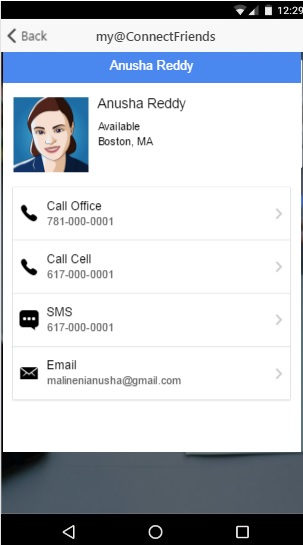 12:29
Back
my@ConnectFriends
Anusha Reddy
Anusha Reddy
Available
Boston, MA
Call Office
781-000-0001
Call Cell
617-000-0001
SMS
617-000-0001
Email
malinenianusha@gmail.com